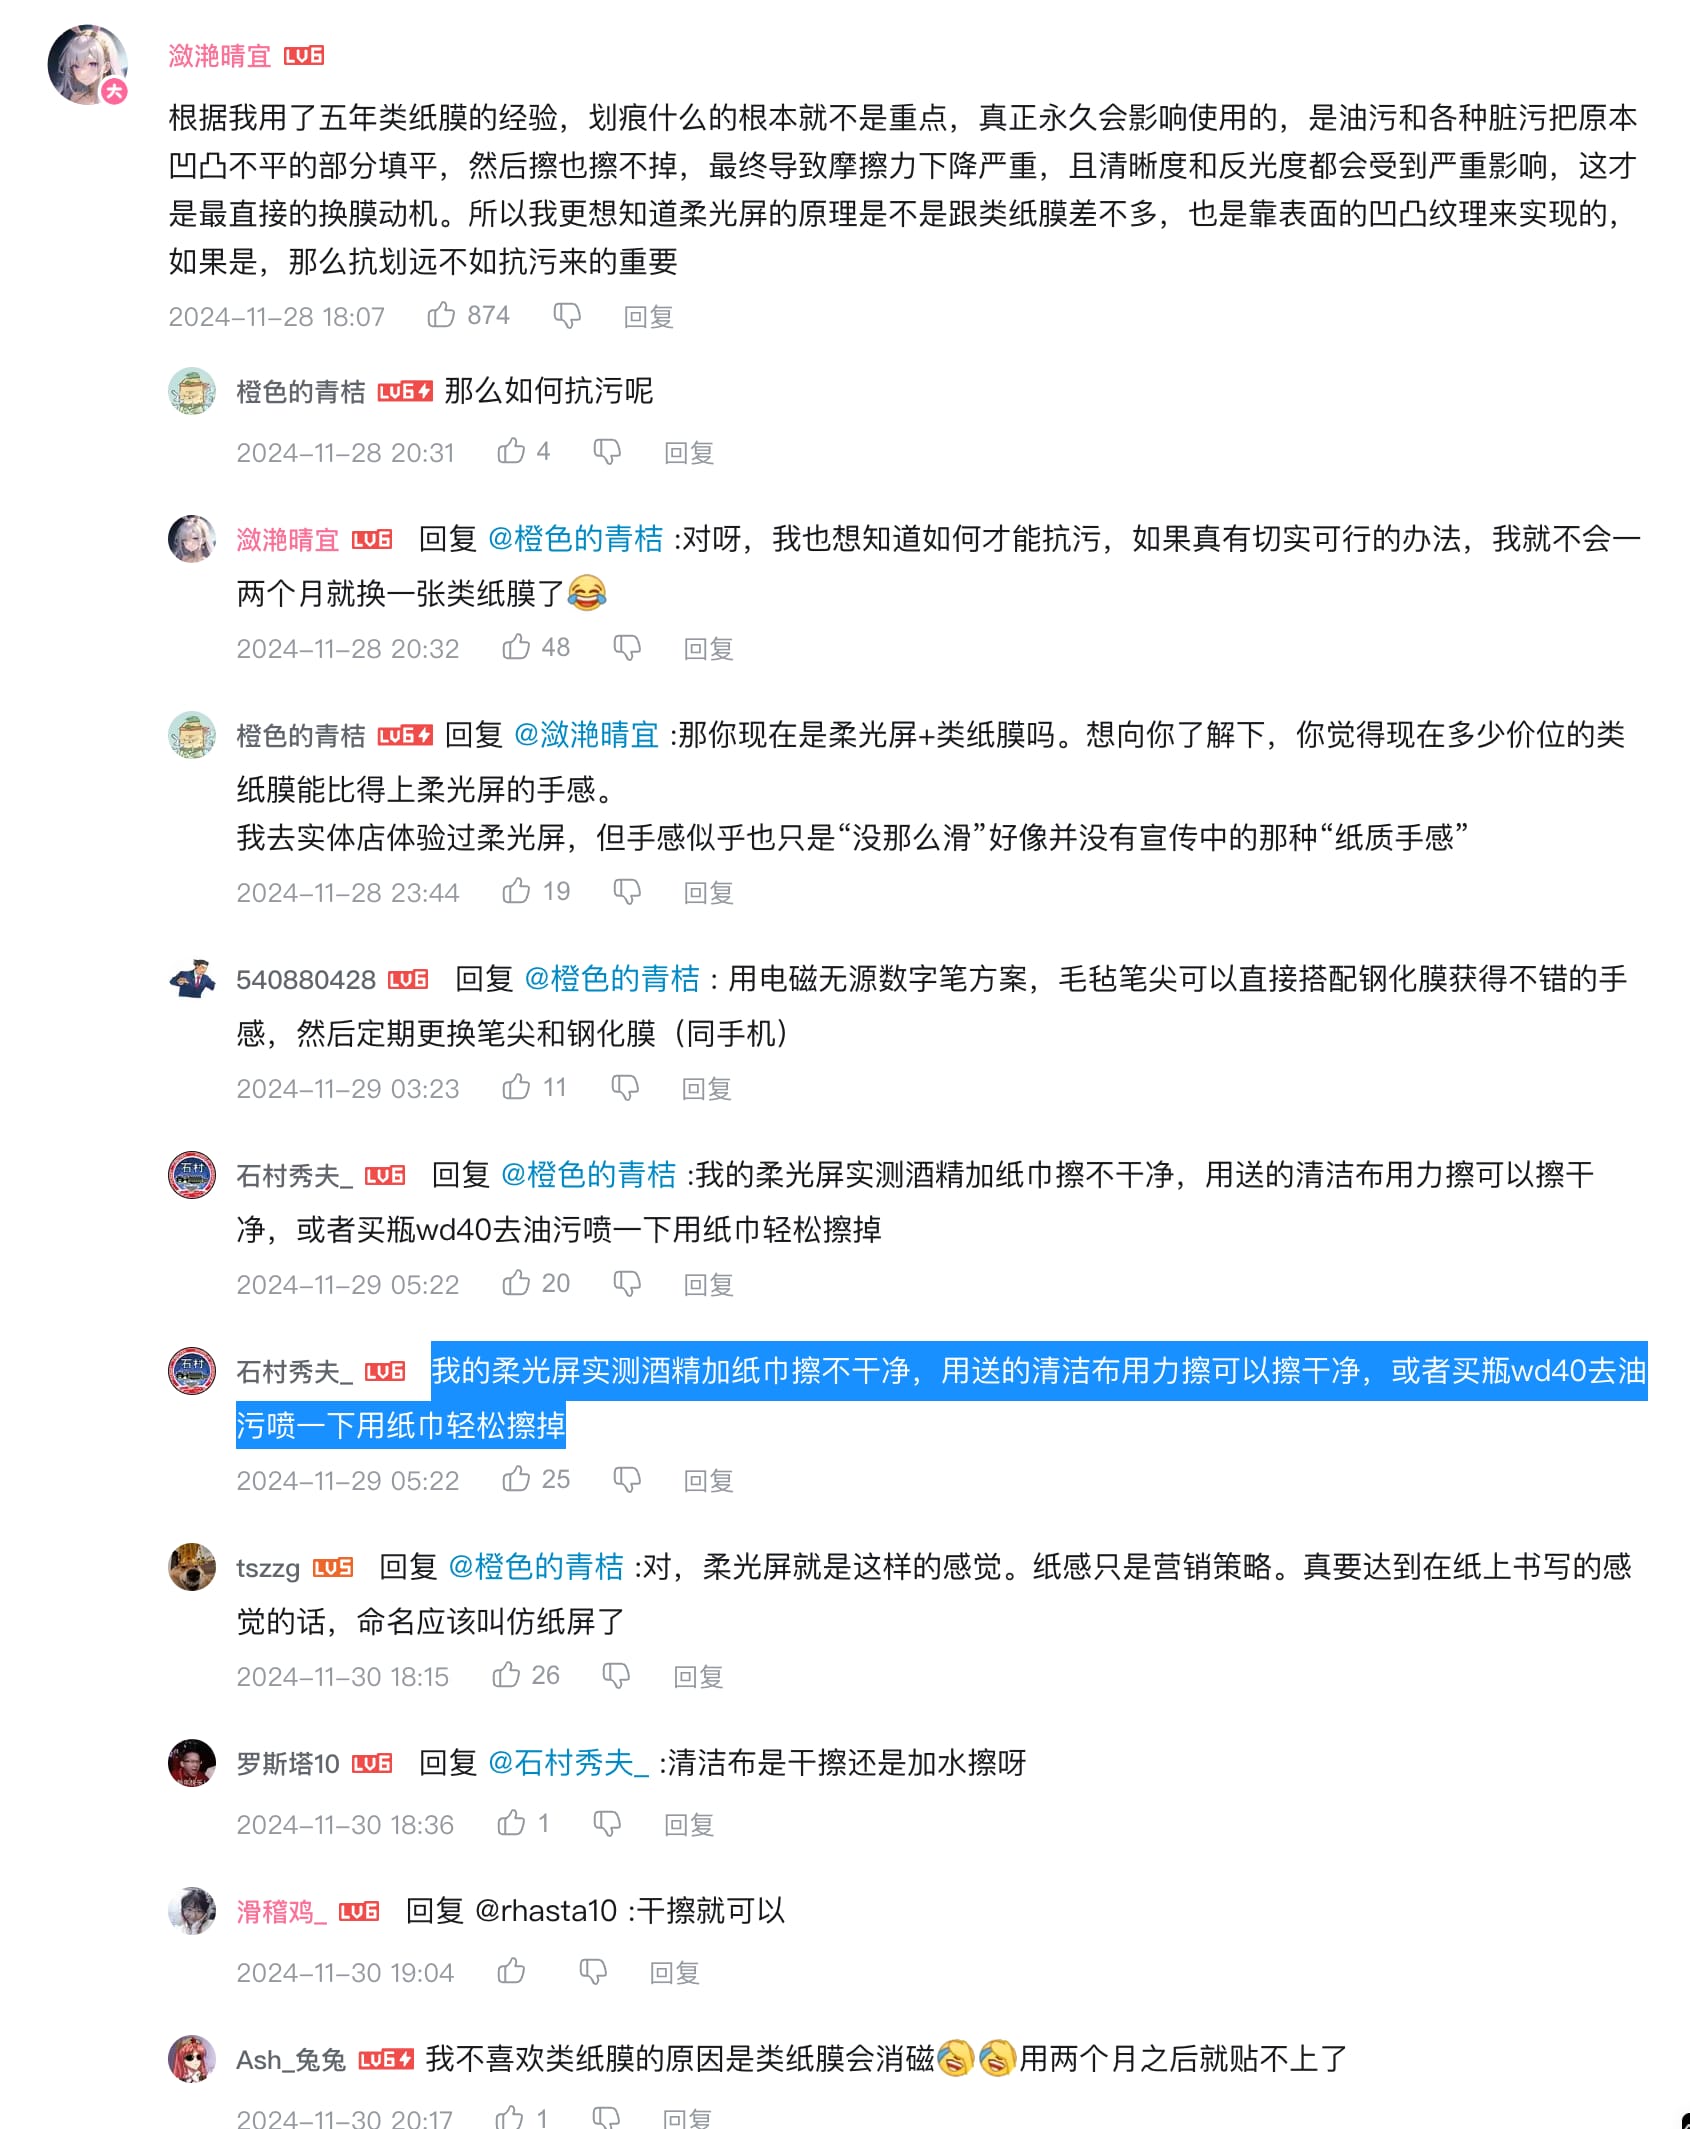 潋滟晴宜 LV6
大
根据我用了五年类纸膜的经验，划痕什么的根本就不是重点，真正永久会影响使用的，是油污和各种脏污把原本
凹凸不平的部分填平，然后擦也擦不掉，最终导致摩擦力下降严重，且清晰度和反光度都会受到严重影响，这才
是最直接的换膜动机。所以我更想知道柔光屏的原理是不是跟类纸膜差不多，也是靠表面的凹凸纹理来实现的，
如果是，那么抗划远不如抗污来的重要
2024-11-28 18:07 874 回复
橙色的青桔 LV6 那么如何抗污呢
2024-11-28 20:31 4 回复
潋滟晴宜 LV6 回复 @橙色的青桔 :对呀，我也想知道如何才能抗污，如果真有切实可行的办法，我就不会一
两个月就换一张类纸膜了😂
2024-11-28 20:32 48 回复
橙色的青桔 LV6 回复 @潋滟晴宜 :那你现在是柔光屏+类纸膜吗。想向你了解下，你觉得现在多少价位的类
纸膜能比得上柔光屏的手感。
我去实体店体验过柔光屏，但手感似乎也只是“没那么滑”好像并没有宣传中的那种“纸质手感”
2024-11-28 23:44 19 回复
540880428 LV6 回复 @橙色的青桔 : 用电磁无源数字笔方案，毛毡笔尖可以直接搭配钢化膜获得不错的手
感，然后定期更换笔尖和钢化膜（同手机）
2024-11-29 03:23 11 回复
石村
石村秀夫_ LV6 回复 @橙色的青桔 :我的柔光屏实测酒精加纸巾擦不干净，用送的清洁布用力擦可以擦干
净，或者买瓶wd40去油污喷一下用纸巾轻松擦掉
2024-11-29 05:22 20 回复
石村
石村秀夫_ LV6 我的柔光屏实测酒精加纸巾擦不干净，用送的清洁布用力擦可以擦干净，或者买瓶wd40去油
污喷一下用纸巾轻松擦掉
2024-11-29 05:22 25 回复
tszzg LV5 回复 @橙色的青桔 :对，柔光屏就是这样的感觉。纸感只是营销策略。真要达到在纸上书写的感
觉的话，命名应该叫仿纸屏了
2024-11-30 18:15 26 回复
罗斯塔10 LV6 回复 @石村秀夫_ :清洁布是干擦还是加水擦呀
2024-11-30 18:36 1 回复
滑稽鸡_ LV6 回复 @rhasta10 :干擦就可以
2024-11-30 19:04 回复
Ash_兔兔 LV6 我不喜欢类纸膜的原因是类纸膜会消磁🤣🤣用两个月之后就贴不上了
2024-11-30 20:17 1 回复